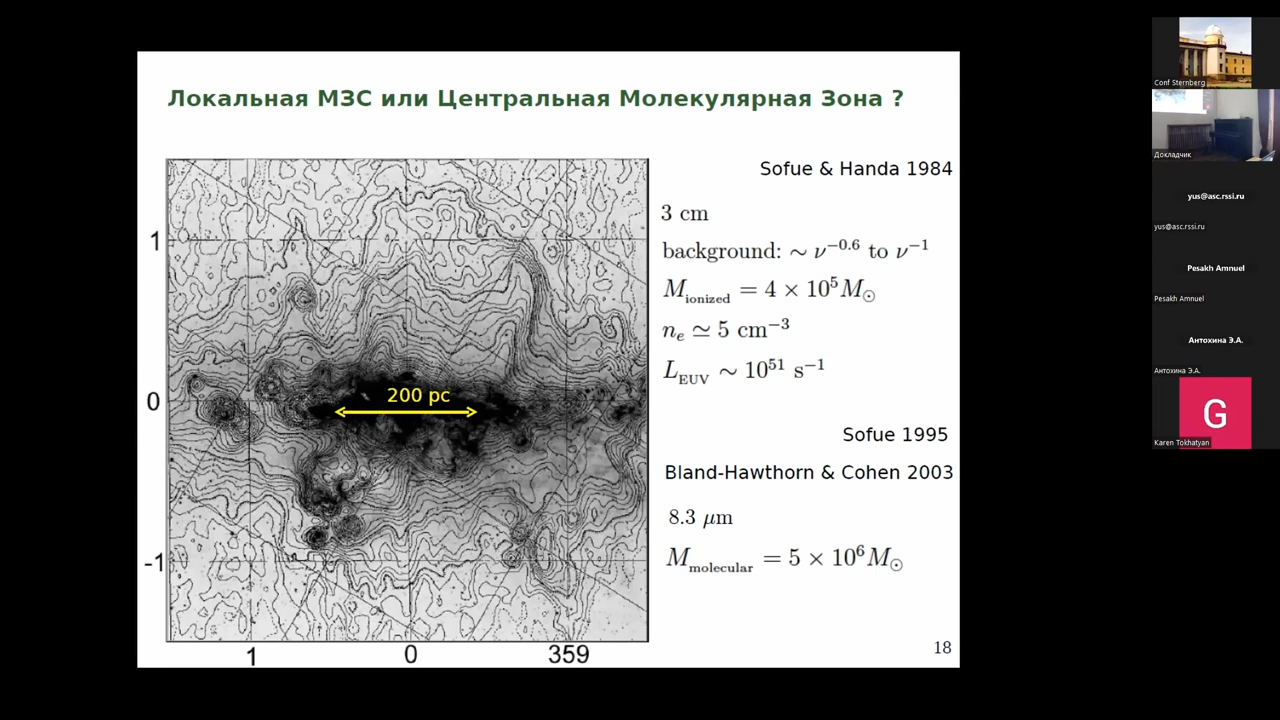 Локальная МЗС или Центральная Молекулярная Зона ?
Sofue & Handa 1984
3 cm
background: ∼ ν^−0.6 to ν^−1
M_ionized = 4 × 10^5 M_⊙
n_e ≃ 5 cm^−3
L_EUV ∼ 10^51 s^−1
Sofue 1995
Bland-Hawthorn & Cohen 2003
8.3 μm
M_molecular = 5 × 10^6 M_⊙
1
0
-1
200 pc
1 0 359
18
Conf Sternberg
Докладчик
yus@asc.rssi.ru
yus@asc.rssi.ru
Pesakh Amnuel
Pesakh Amnuel
Антохина Э.А.
Антохина Э.А.
G
Karen Tokhatyan